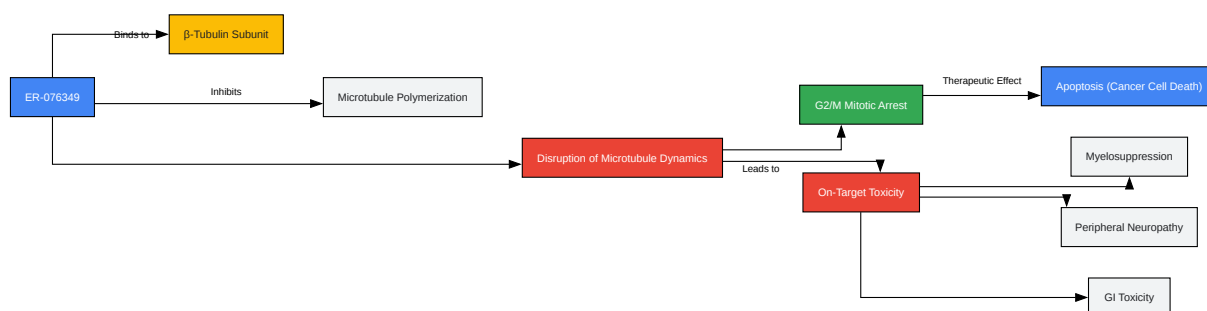 Binds to
β-Tubulin Subunit
ER-076349
Inhibits
Microtubule Polymerization
Disruption of Microtubule Dynamics
Leads to
G2/M Mitotic Arrest
Therapeutic Effect
Apoptosis (Cancer Cell Death)
On-Target Toxicity
Myelosuppression
Peripheral Neuropathy
GI Toxicity